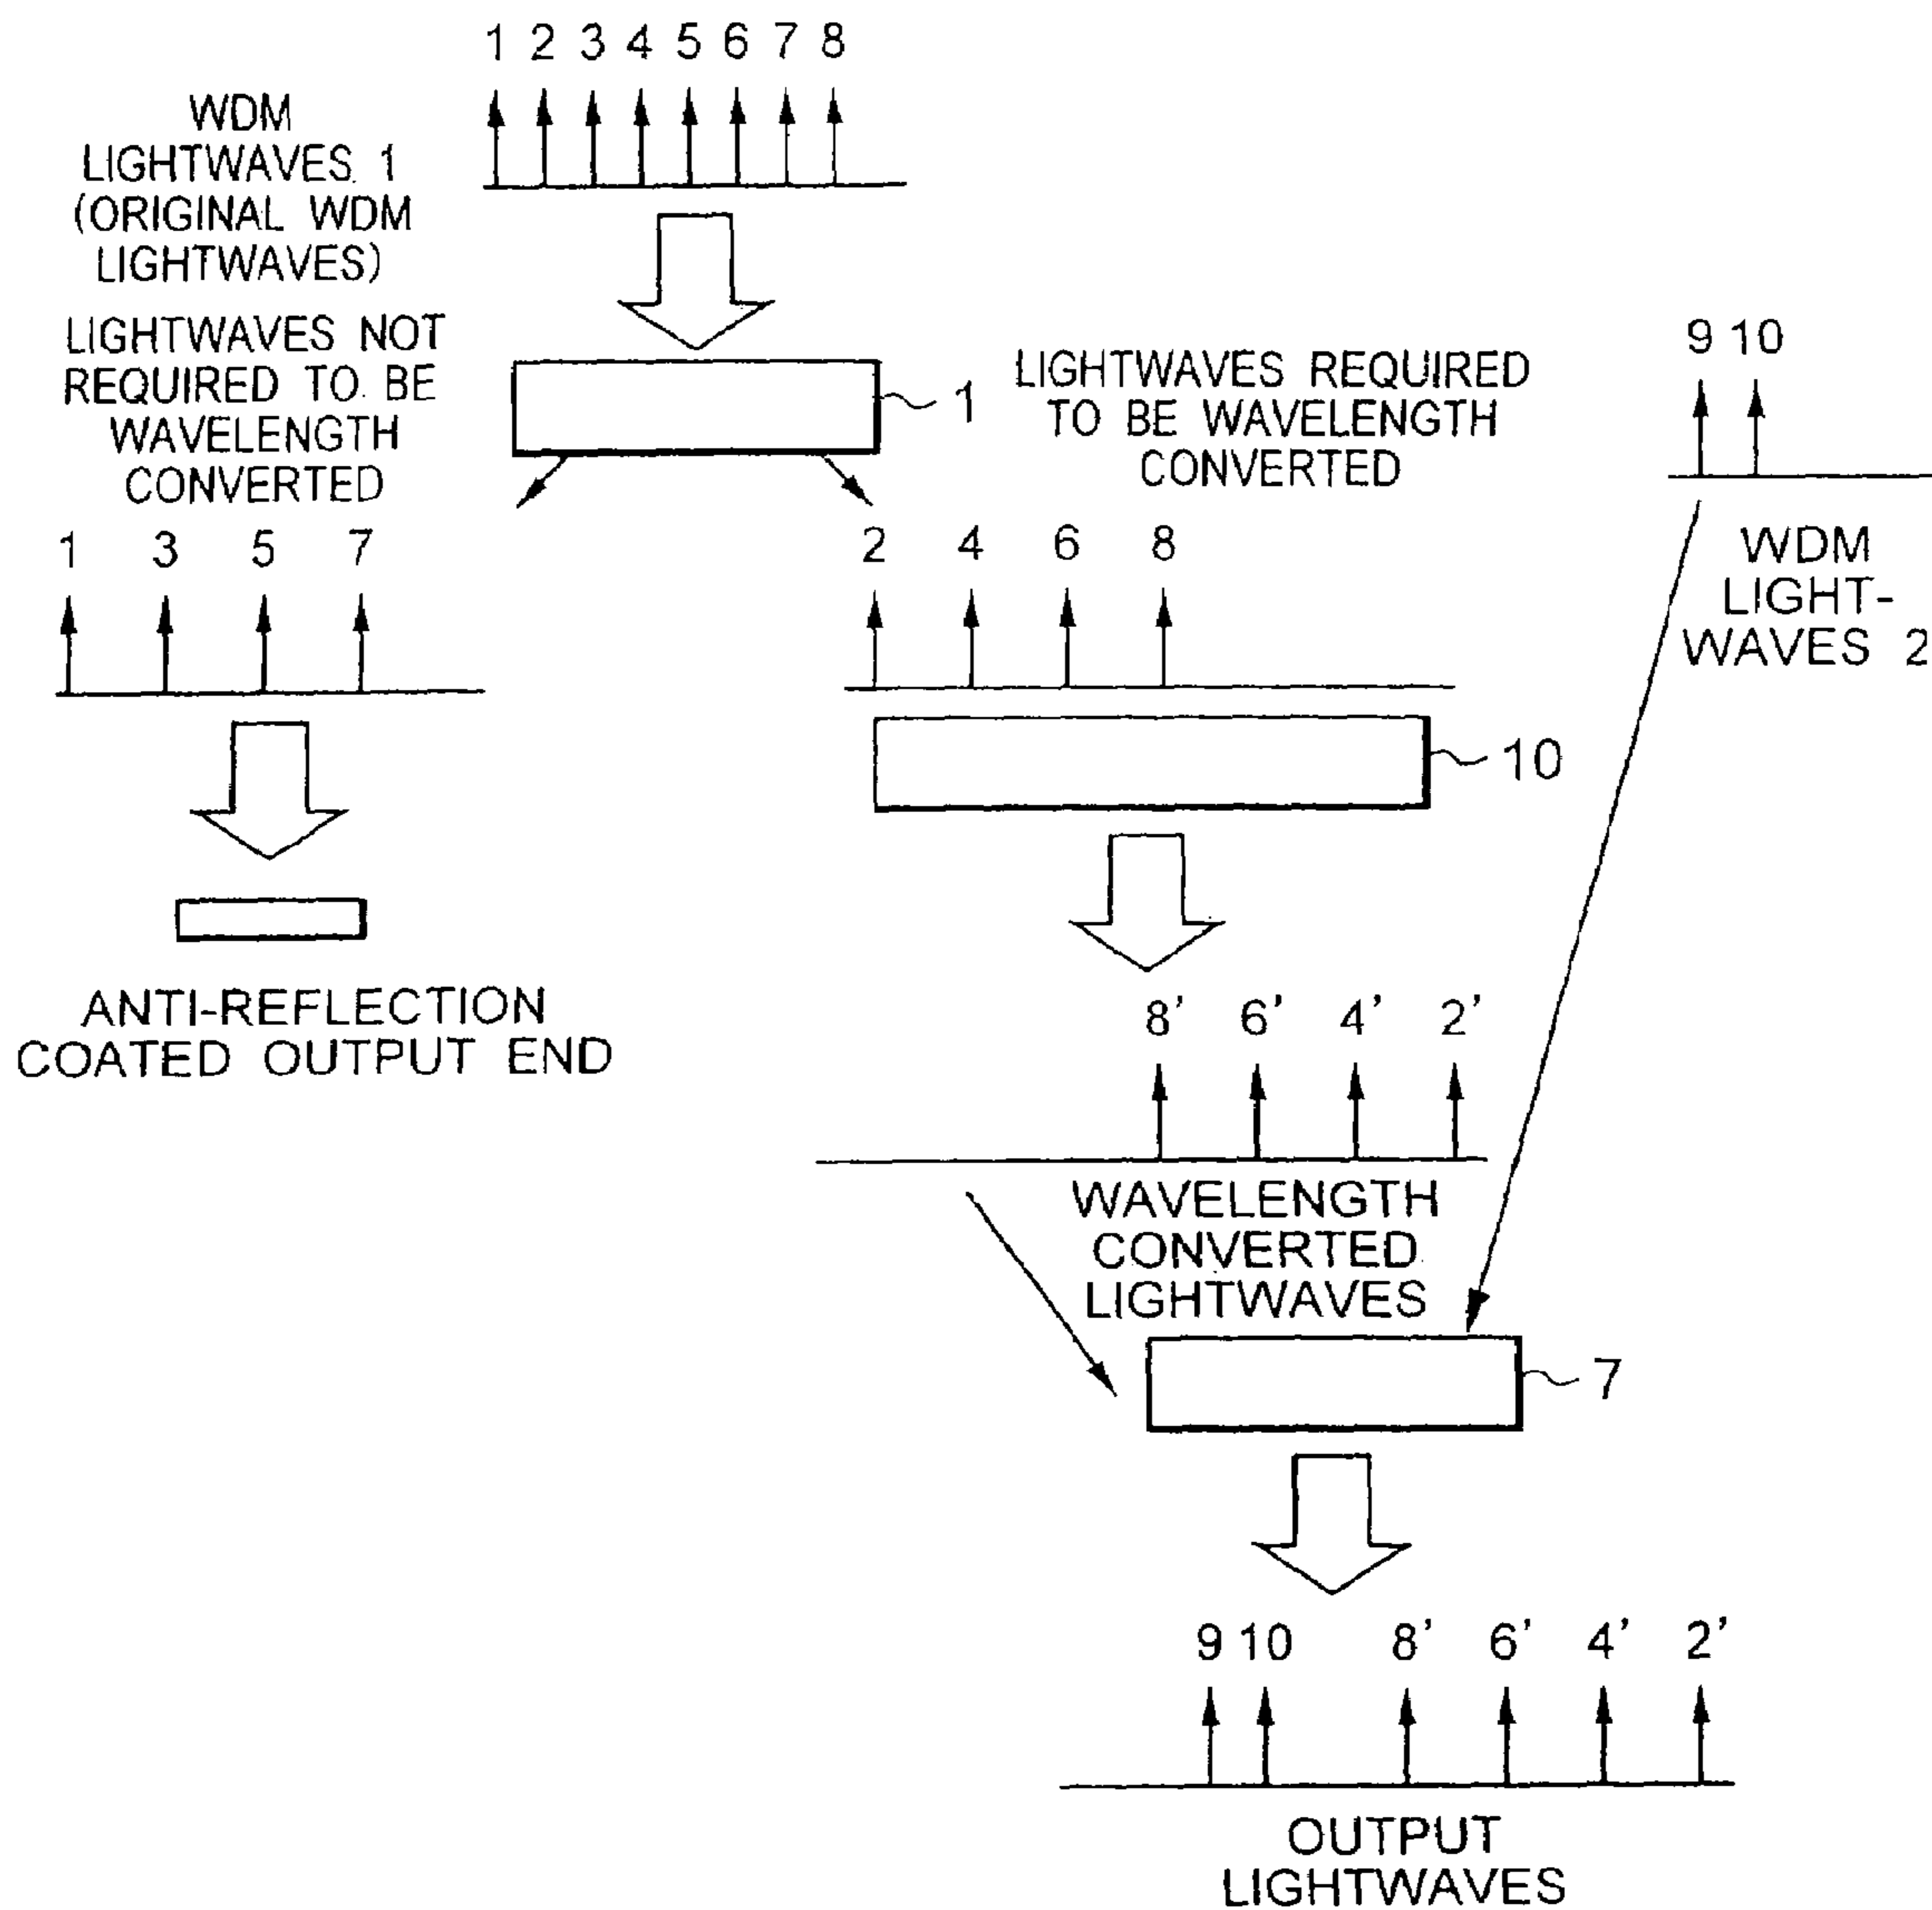 1 2 3 4 5 6 7 8
WDM
LIGHTWAVES 1
(ORIGINAL WDM
LIGHTWAVES)
LIGHTWAVES NOT
REQUIRED TO BE
WAVELENGTH
CONVERTED
1
LIGHTWAVES REQUIRED
TO BE WAVELENGTH
CONVERTED
9 10
WDM
LIGHT-
WAVES 2
1 3 5 7
2 4 6 8
10
ANTI-REFLECTION
COATED OUTPUT END
8' 6' 4' 2'
WAVELENGTH
CONVERTED
LIGHTWAVES
7
9 10 8' 6' 4' 2'
OUTPUT
LIGHTWAVES